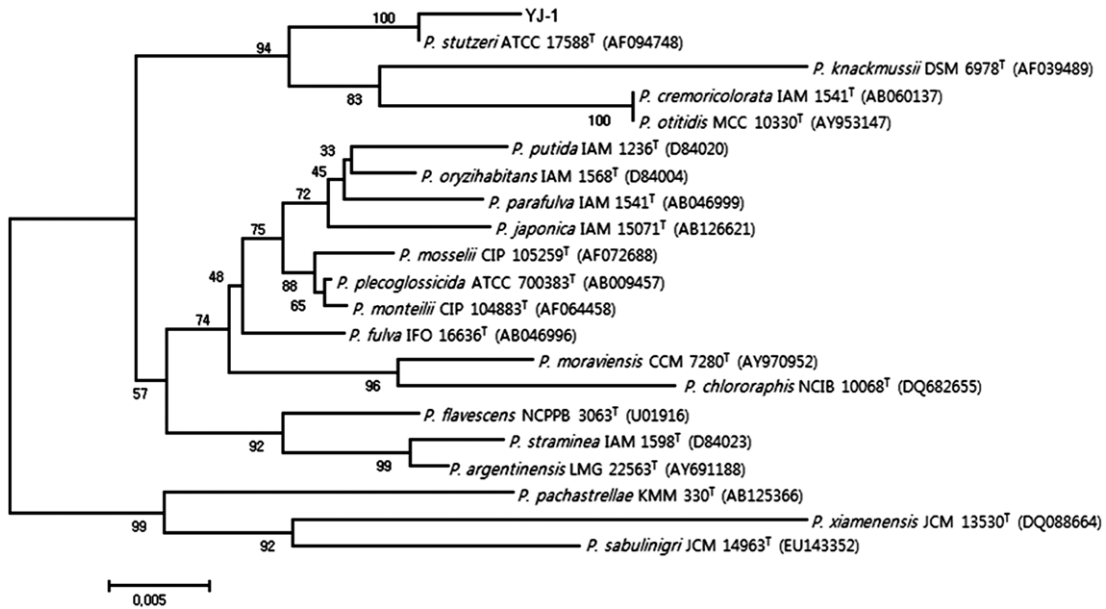 YJ-1
100
P. stutzeri ATCC 17588T (AF094748)
94
P. knackmussii DSM 6978T (AF039489)
83
P. cremoricolorata IAM 1541T (AB060137)
100
P. otitidis MCC 10330T (AY953147)
33
P. putida IAM 1236T (D84020)
45
P. oryzihabitans IAM 1568T (D84004)
72
P. parafulva IAM 1541T (AB046999)
75
P. japonica IAM 15071T (AB126621)
P. mosselii CIP 105259T (AF072688)
48
88
P. plecoglossicida ATCC 700383T (AB009457)
65
P. monteilii CIP 104883T (AF064458)
74
P. fulva IFO 16636T (AB046996)
P. moraviensis CCM 7280T (AY970952)
96
P. chlororaphis NCIB 10068T (DQ682655)
57
P. flavescens NCPPB 3063T (U01916)
92
P. straminea IAM 1598T (D84023)
99
P. argentinensis LMG 22563T (AY691188)
P. pachastrellae KMM 330T (AB125366)
99
P. xiamenensis JCM 13530T (DQ088664)
92
P. sabulinigri JCM 14963T (EU143352)
0,005